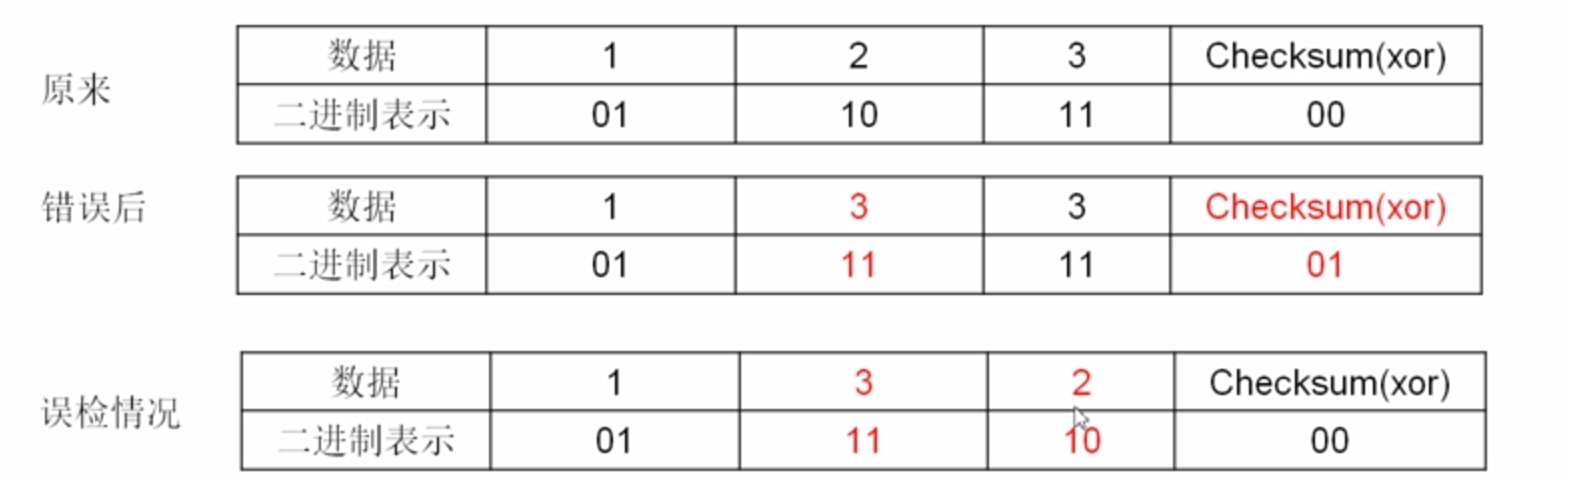 原来
数据 1 2 3 Checksum(xor)
二进制表示 01 10 11 00
错误后
数据 1 3 3 Checksum(xor)
二进制表示 01 11 11 01
误检情况
数据 1 3 2 Checksum(xor)
二进制表示 01 11 10 00